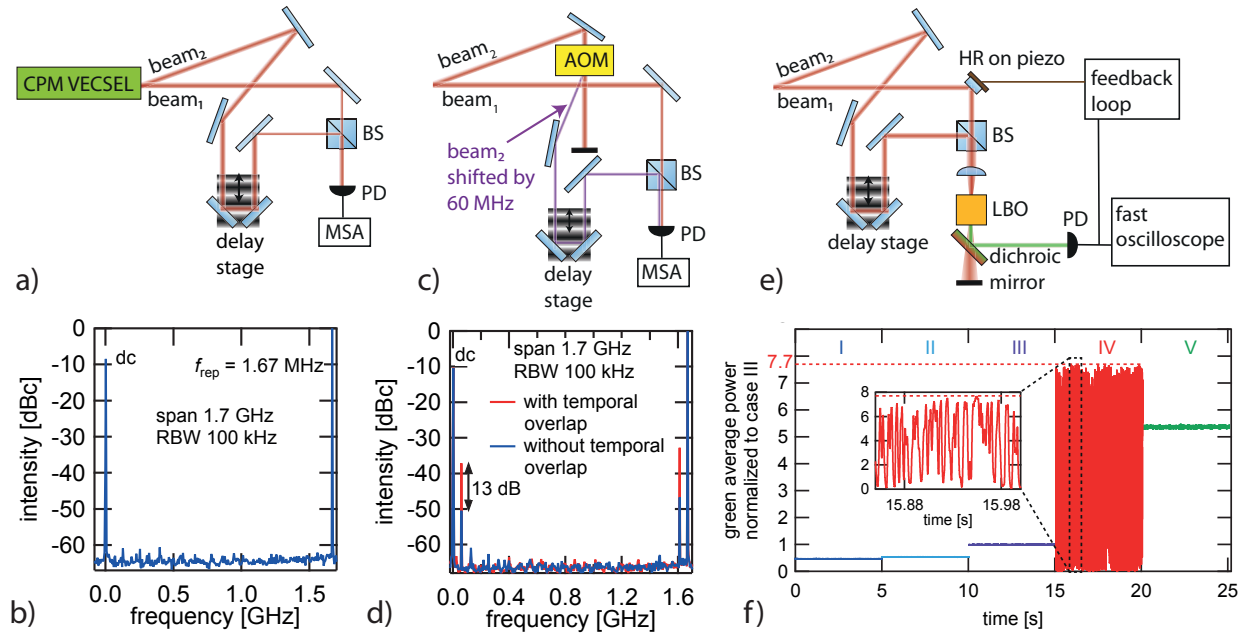 CPM VECSEL
beam₂
beam₁
BS
PD
MSA
delay
stage
a)
beam₂
AOM
beam₁
beam₂
shifted by
60 MHz
BS
PD
MSA
delay
stage
c)
beam₂
beam₁
HR on piezo
feedback
loop
BS
LBO
PD
fast
oscilloscope
delay stage
dichroic
mirror
e)
0
-10
-20
-30
-40
-50
-60
intensity [dBc]
dc
f_rep = 1.67 MHz
span 1.7 GHz
RBW 100 kHz
0.0
0.5
1.0
1.5
frequency [GHz]
b)
0
-10
-20
-30
-40
-50
-60
intensity [dBc]
dc
span 1.7 GHz
RBW 100 kHz
with temporal
overlap
without temporal
overlap
13 dB
0.0
0.4
0.8
1.2
1.6
frequency [GHz]
d)
green average power
normalized to case III
7.7
7
6
5
4
3
2
1
0
I
II
III
IV
V
8
6
4
2
0
15.88
15.98
time [s]
0
5
10
15
20
25
time [s]
f)